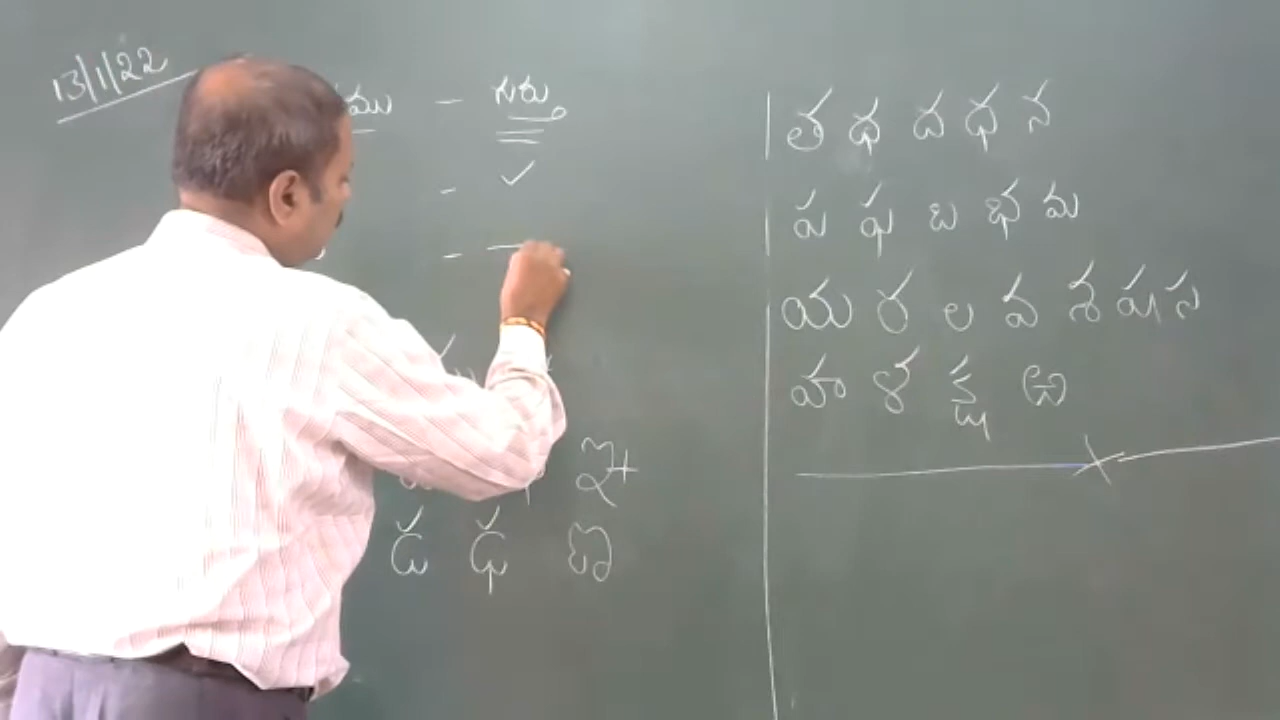 13/1/22
ము - గురు
- ✓
-
ఞ
డ ఢ ణ
త థ ద ధ న
ప ఫ బ భ మ
య ర ల వ శ ష స
హ ళ క్ష ఱ